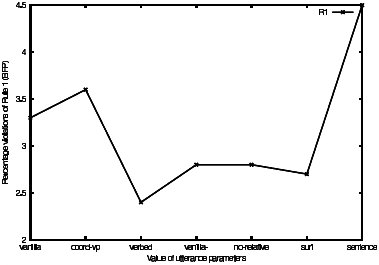 4.5
R1
4
3.5
3
2.5
2
Percentage violations of Rule 1 (BFP)
vanilla coord-vp verbed vanilla- no-relative surf sentence
Value of utterance parameters